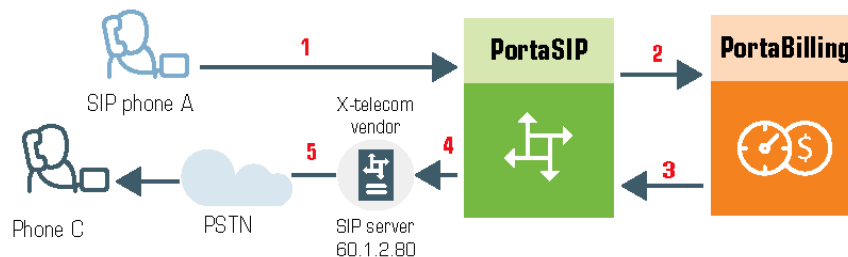 1
PortaSIP
2
PortaBilling
SIP phone A
X-telecom
vendor
5
4
3
$
Phone C
PSTN
SIP server
60.1.2.80